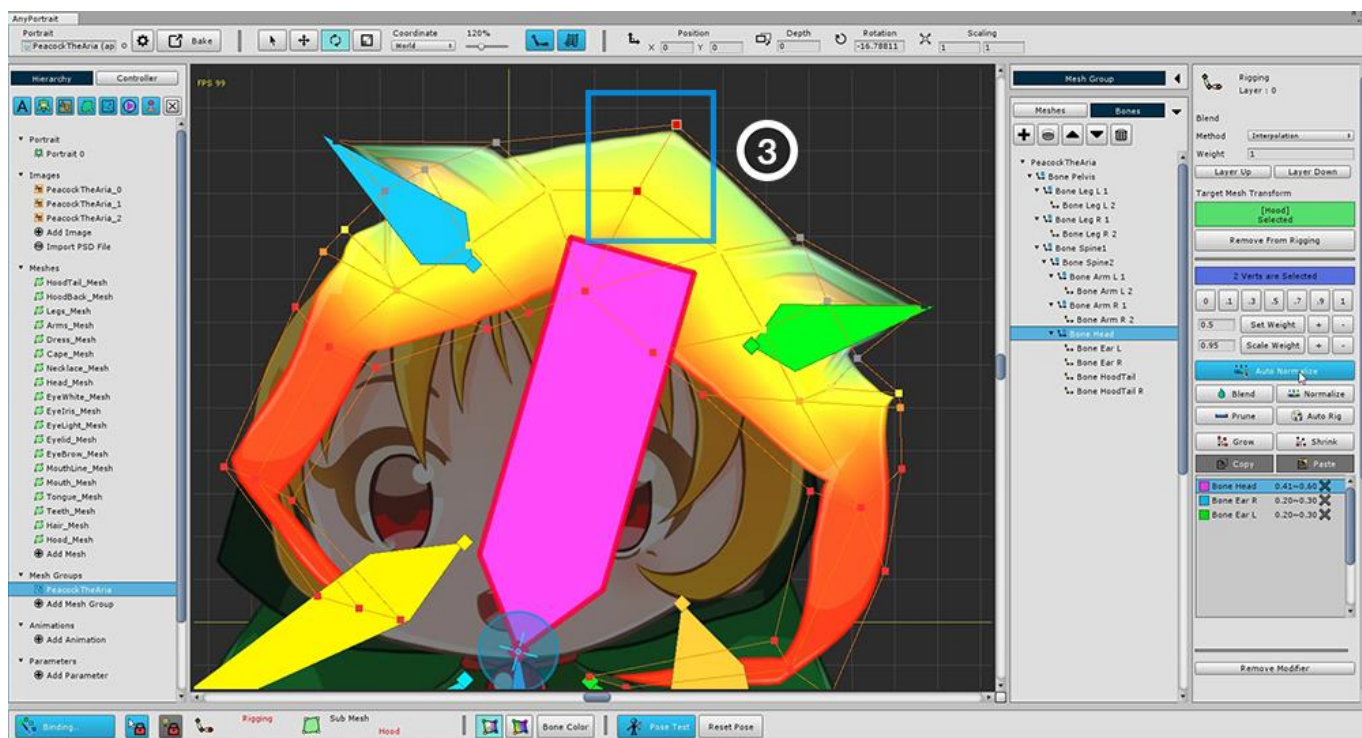 AnyPortrait
Portrait
PeacockTheAria (ap
Bake
Coordinate
World
120%
Position
X 0 Y 0
Depth
0
Rotation
-16.78811
Scaling
1 1
Hierarchy Controller
Portrait
Portrait 0
Images
PeacockTheAria_0
PeacockTheAria_1
PeacockTheAria_2
Add Image
Import PSD File
Meshes
HoodTail_Mesh
HoodBack_Mesh
Legs_Mesh
Arms_Mesh
Dress_Mesh
Cape_Mesh
Necklace_Mesh
Head_Mesh
EyeWhite_Mesh
EyeIris_Mesh
EyeLight_Mesh
Eyelid_Mesh
EyeBrow_Mesh
MouthLine_Mesh
Mouth_Mesh
Tongue_Mesh
Teeth_Mesh
Hair_Mesh
Hood_Mesh
Add Mesh
Mesh Groups
PeacockTheAria
Add Mesh Group
Animations
Add Animation
Parameters
Add Parameter
FPS 99
3
Mesh Group
Meshes Bones
PeacockTheAria
Bone Pelvis
Bone Leg L 1
Bone Leg L 2
Bone Leg R 1
Bone Leg R 2
Bone Spine1
Bone Spine2
Bone Arm L 1
Bone Arm L 2
Bone Arm R 1
Bone Arm R 2
Bone Head
Bone Ear L
Bone Ear R
Bone HoodTail
Bone HoodTail R
Rigging
Layer : 0
Blend
Method Interpolation
Weight 1
Layer Up Layer Down
Target Mesh Transform
[Hood]
Selected
Remove From Rigging
2 Verts are Selected
0 .1 .3 .5 .7 .9 1
0.5 Set Weight + -
0.95 Scale Weight + -
Auto Normalize
Blend Normalize
Prune Auto Rig
Grow Shrink
Copy Paste
Bone Head 0.41~0.60
Bone Ear R 0.20~0.30
Bone Ear L 0.20~0.30
Remove Modifier
Binding...
Rigging
Sub Mesh
Hood
Bone Color
Pose Test
Reset Pose